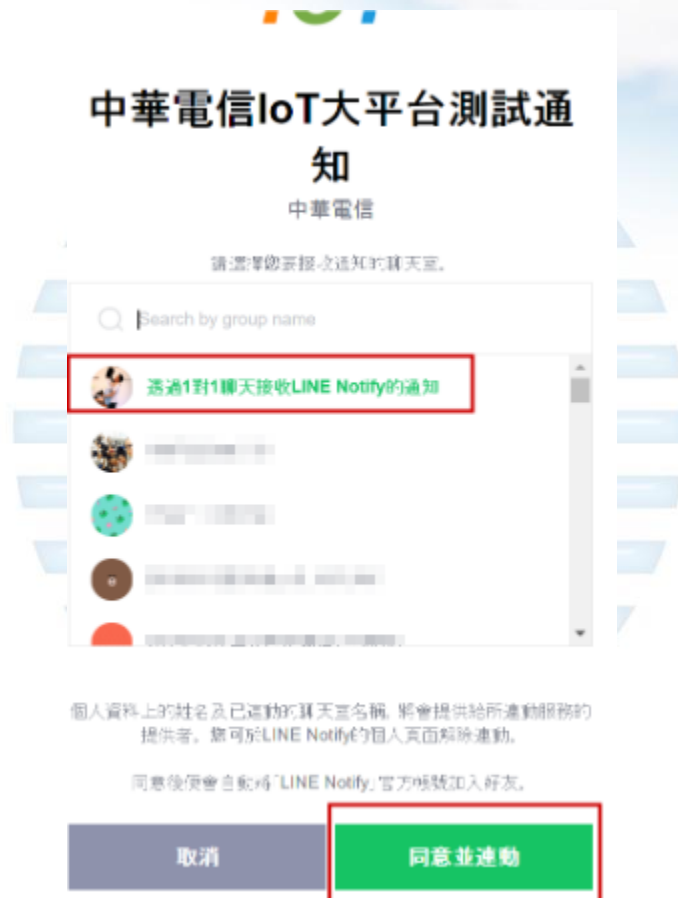 中華電信IoT大平台測試通
知
中華電信
請選擇您要接收通知的聊天室。
Search by group name
透過1對1聊天接收LINE Notify的通知
個人資料上的姓名及已連動的聊天室名稱, 將會提供給所連動服務的
提供者。您可於LINE Notify的個人頁面解除連動。
同意後便會自動將「LINE Notify」官方帳號加入好友。
取消
同意並連動